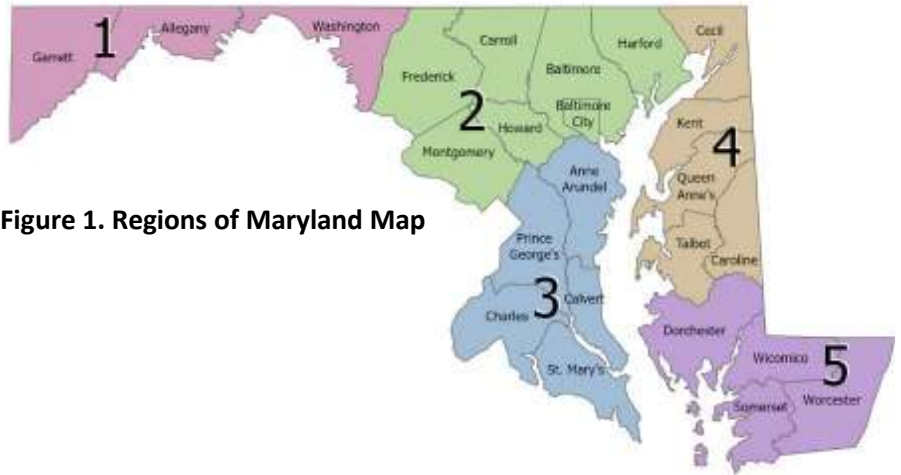 Garrett
1
Allegany
Washington
Frederick
Carroll
Baltimore
Harford
Cecil
Baltimore
City
2
Howard
Montgomery
Kent
4
Queen
Anne's
Talbot
Caroline
Anne
Arundel
Figure 1. Regions of Maryland Map
Prince
George's
3
Charles
Calvert
St. Mary's
Dorchester
Wicomico
5
Somerset
Worcester